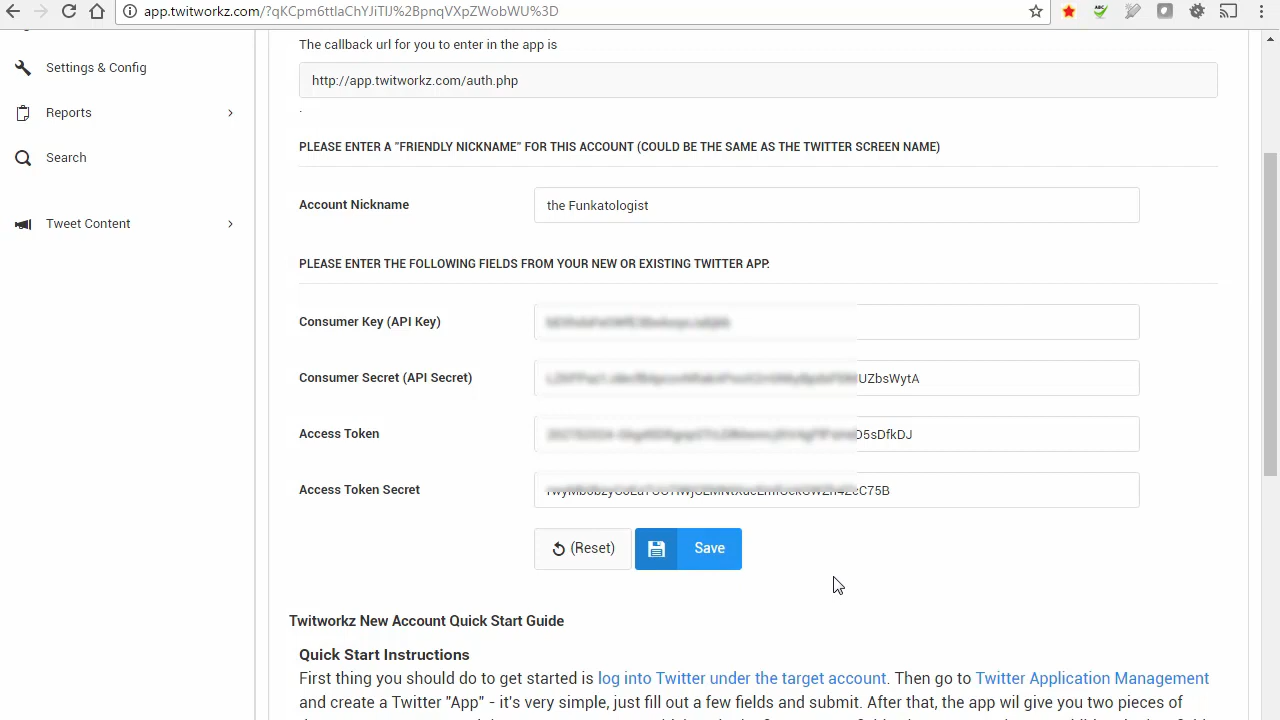 app.twitworkz.com/?qKCpm6ttlaChYJiTlJ%2BpnqVXpZWobWU%3D
ABC
The callback url for you to enter in the app is
Settings & Config
http://app.twitworkz.com/auth.php
Reports
.
PLEASE ENTER A "FRIENDLY NICKNAME" FOR THIS ACCOUNT (COULD BE THE SAME AS THE TWITTER SCREEN NAME)
Search
Account Nickname the Funkatologist
Tweet Content
PLEASE ENTER THE FOLLOWING FIELDS FROM YOUR NEW OR EXISTING TWITTER APP.
Consumer Key (API Key)
Consumer Secret (API Secret) UZbsWytA
Access Token D5sDfkDJ
Access Token Secret C75B
(Reset) Save
Twitworkz New Account Quick Start Guide
Quick Start Instructions
First thing you should do to get started is log into Twitter under the target account. Then go to Twitter Application Management
and create a Twitter "App" - it's very simple, just fill out a few fields and submit. After that, the app wil give you two pieces of